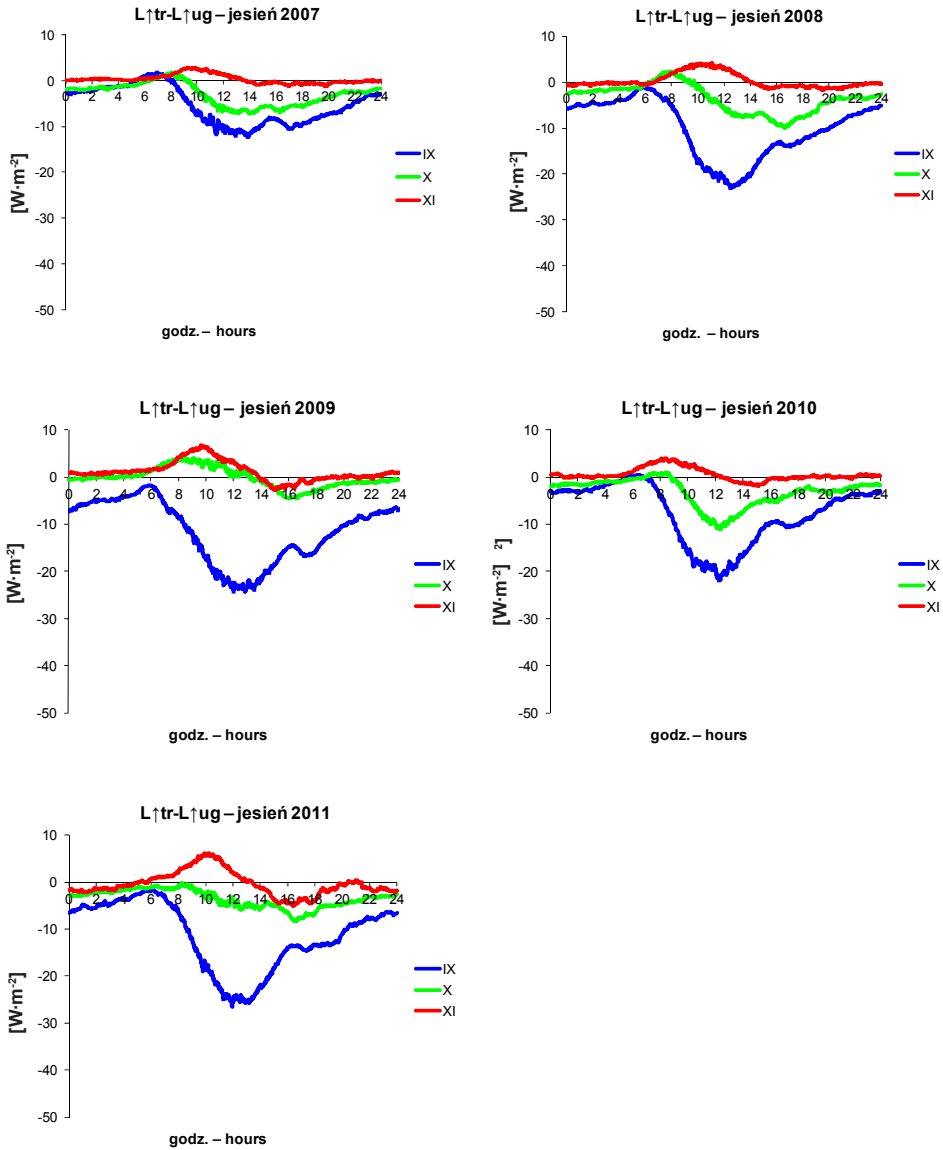 L↑tr-L↑ug – jesień 2007
10
0
-10
-20
-30
-40
-50
0 2 4 6 8 10 12 14 16 18 20 22 24
[W·m-2]
IX
X
XI
godz. – hours
L↑tr-L↑ug – jesień 2008
10
0
-10
-20
-30
-40
-50
0 2 4 6 8 10 12 14 16 18 20 22 24
[W·m-2]
IX
X
XI
godz. – hours
L↑tr-L↑ug – jesień 2009
10
0
-10
-20
-30
-40
-50
0 2 4 6 8 10 12 14 16 18 20 22 24
[W·m-2]
IX
X
XI
godz. – hours
L↑tr-L↑ug – jesień 2010
10
0
-10
-20
-30
-40
-50
0 2 4 6 8 10 12 14 16 18 20 22 24
[W·m-2] 2]
IX
X
XI
godz. – hours
L↑tr-L↑ug – jesień 2011
10
0
-10
-20
-30
-40
-50
0 2 4 6 8 10 12 14 16 18 20 22 24
[W·m-2]
IX
X
XI
godz. – hours